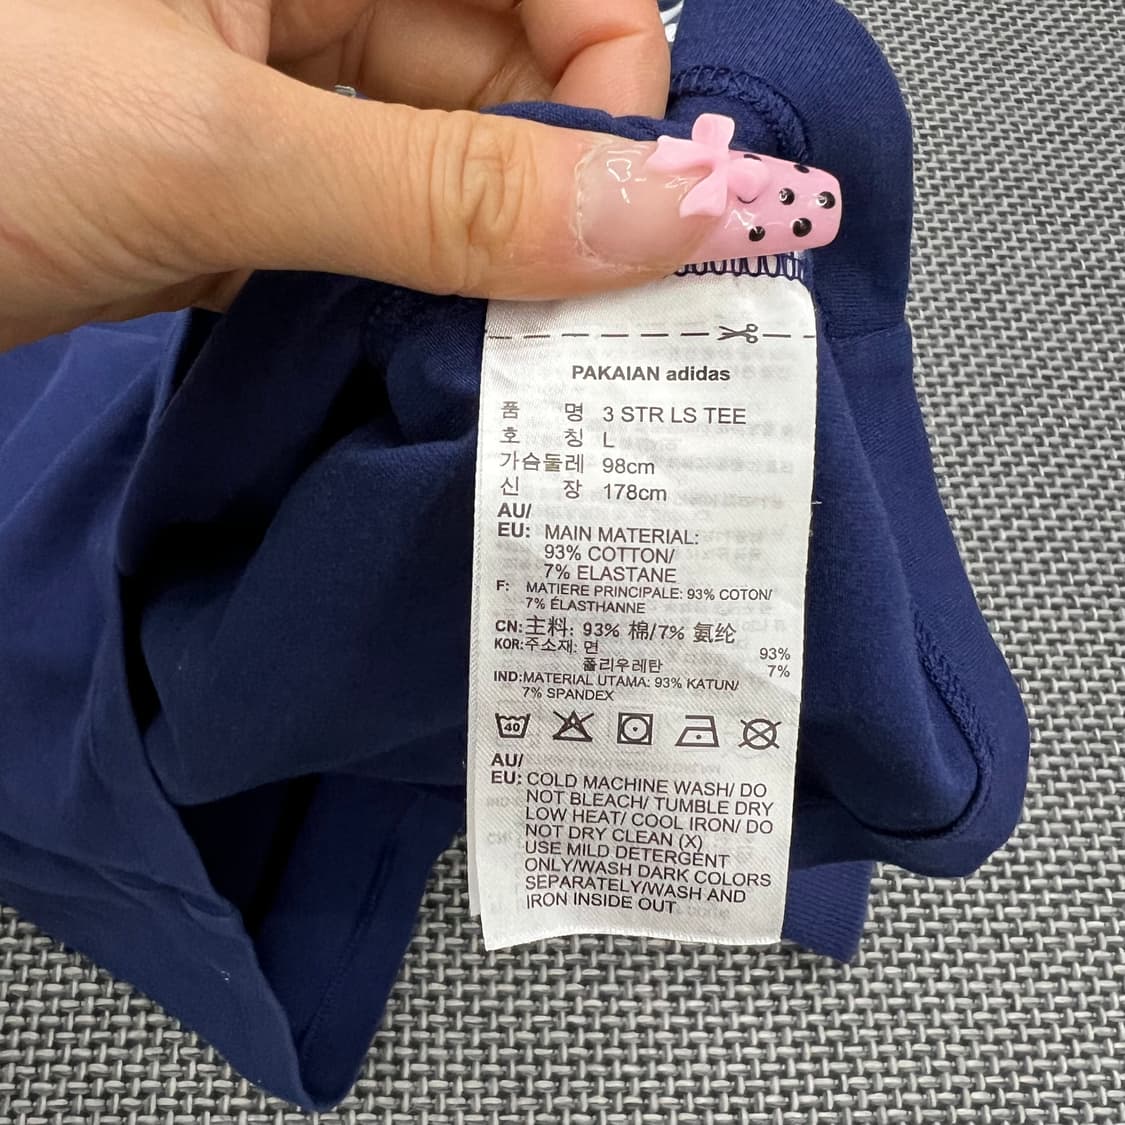 PAKAIAN adidas
품 명 3 STR LS TEE
호 칭 L
가슴둘레 98cm
신 장 178cm
AU/
EU: MAIN MATERIAL:
93% COTTON/
7% ELASTANE
F: MATIERE PRINCIPALE: 93% COTON/
7% ÉLASTHANNE
CN: 主料: 93% 棉/7% 氨纶
KOR: 주소재: 면 93%
폴리우레탄 7%
IND: MATERIAL UTAMA: 93% KATUN/
7% SPANDEX
40
AU/
EU: COLD MACHINE WASH/ DO
NOT BLEACH/ TUMBLE DRY
LOW HEAT/ COOL IRON/ DO
NOT DRY CLEAN (X)
USE MILD DETERGENT
ONLY/WASH DARK COLORS
SEPARATELY/WASH AND
IRON INSIDE OUT